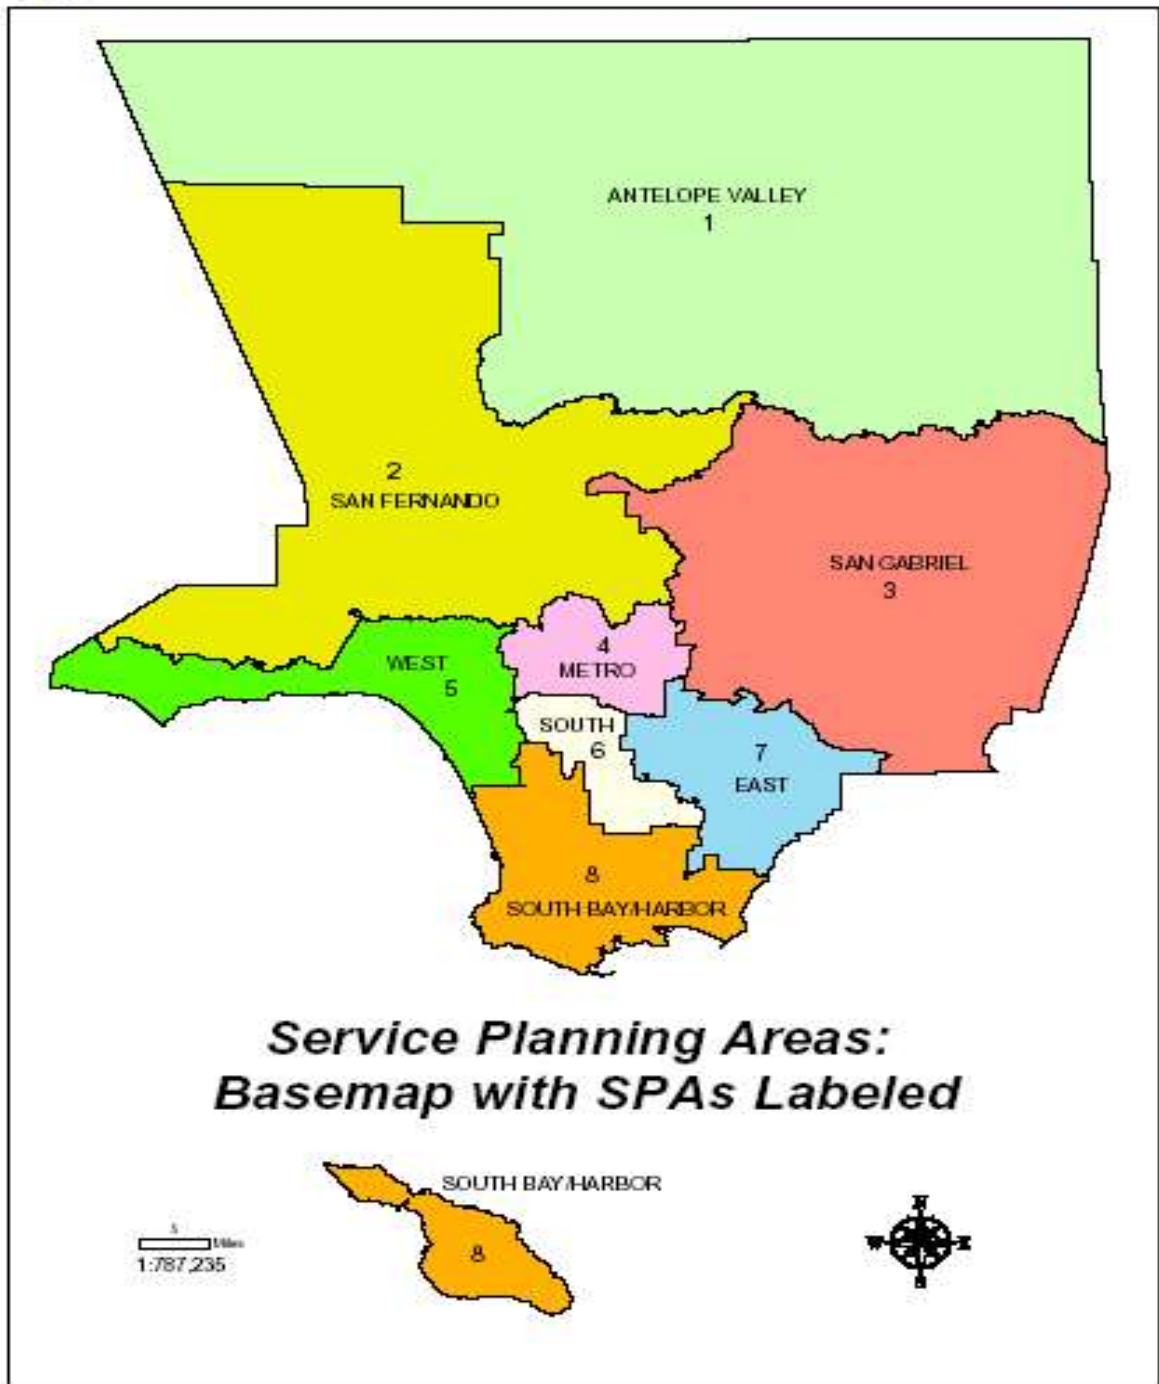 ANTELOPE VALLEY
1
2
SAN FERNANDO
SAN GABRIEL
3
4
METRO
WEST
5
SOUTH
6
7
EAST
8
SOUTH BAY/HARBOR
Service Planning Areas:
Basemap with SPAs Labeled
SOUTH BAY/HARBOR
8
Miles
1:787,235
N
W E
S